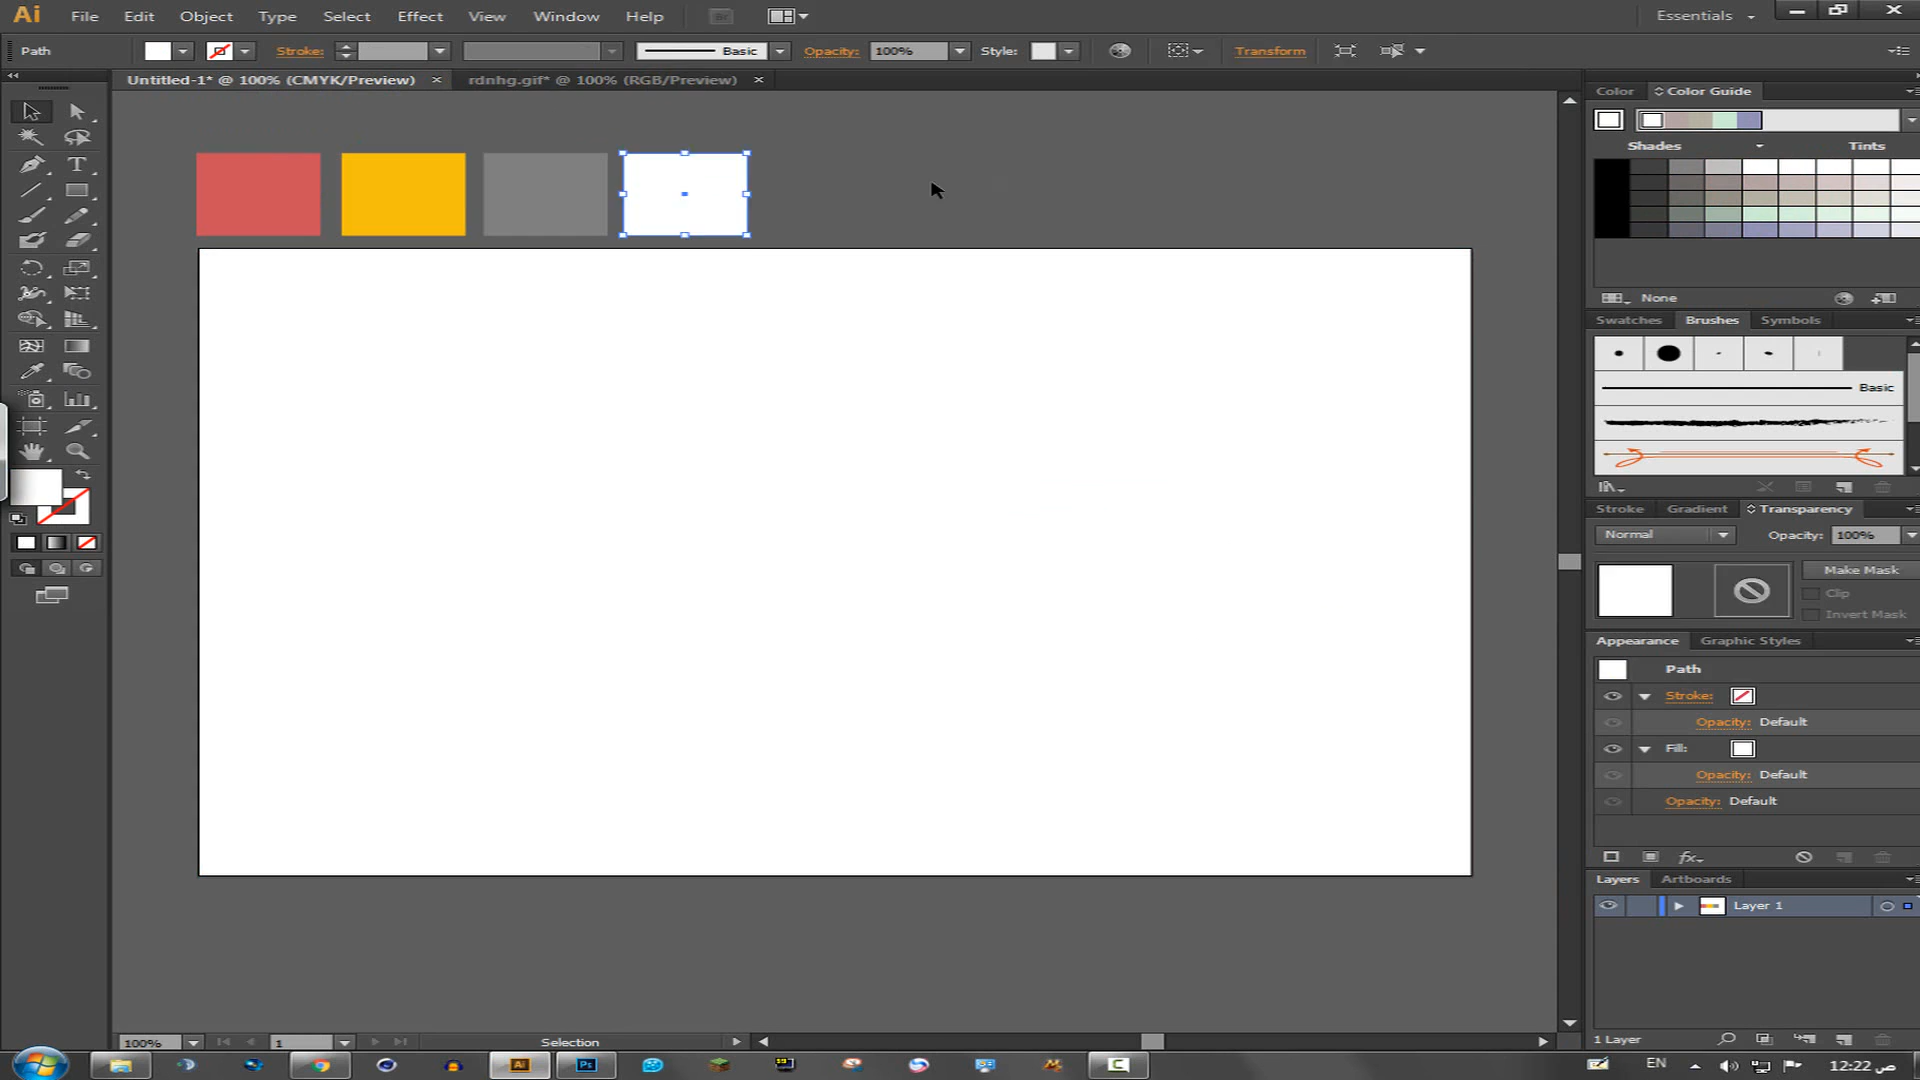 Ai File Edit Object Type Select Effect View Window Help Br Essentials
Path Stroke: Basic Opacity: 100% Style: Transform
Untitled-1* @ 100% (CMYK/Preview) × rdnhg.gif* @ 100% (RGB/Preview) ×
Color Color Guide
Shades Tints
None
Swatches Brushes Symbols
Basic
Stroke Gradient Transparency
Normal Opacity: 100%
Make Mask
Clip
Invert Mask
Appearance Graphic Styles
Path
Stroke:
Opacity: Default
Fill:
Opacity: Default
Opacity: Default
Layers Artboards
Layer 1
1 Layer
100% 1 Selection
Ai Ps EN 12:22 ص